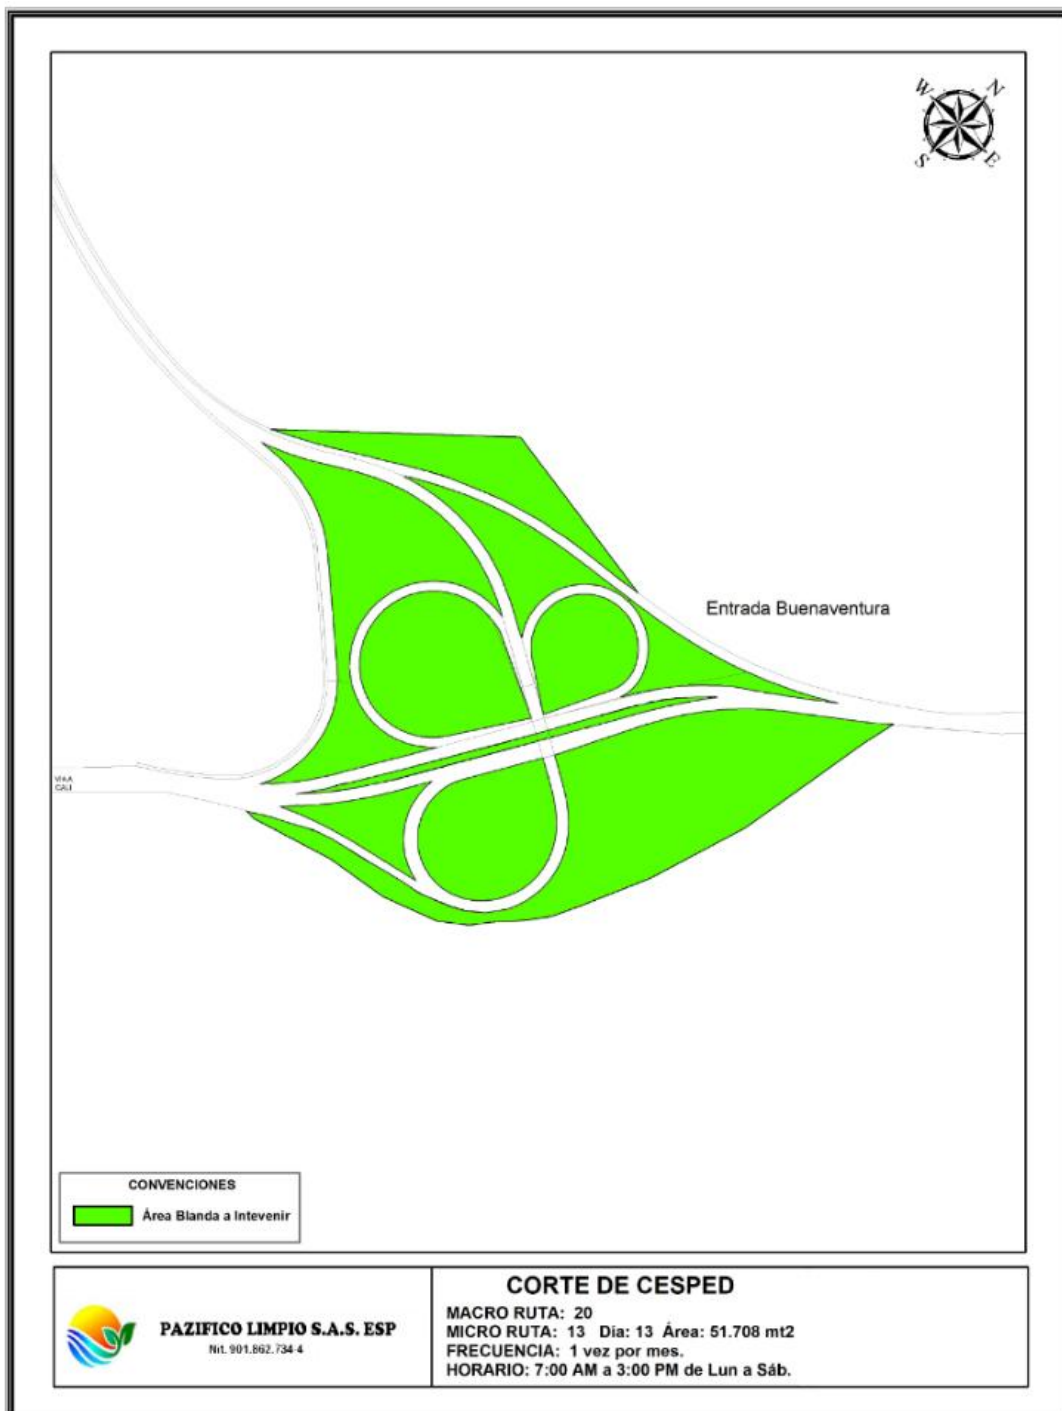 W N
S E
Entrada Buenaventura
VIA A
CALI
CONVENCIONES
Área Blanda a Intevenir
PAZIFICO LIMPIO S.A.S. ESP
Nit. 901.862.734-4
CORTE DE CESPED
MACRO RUTA: 20
MICRO RUTA: 13 Día: 13 Área: 51.708 mt2
FRECUENCIA: 1 vez por mes.
HORARIO: 7:00 AM a 3:00 PM de Lun a Sáb.